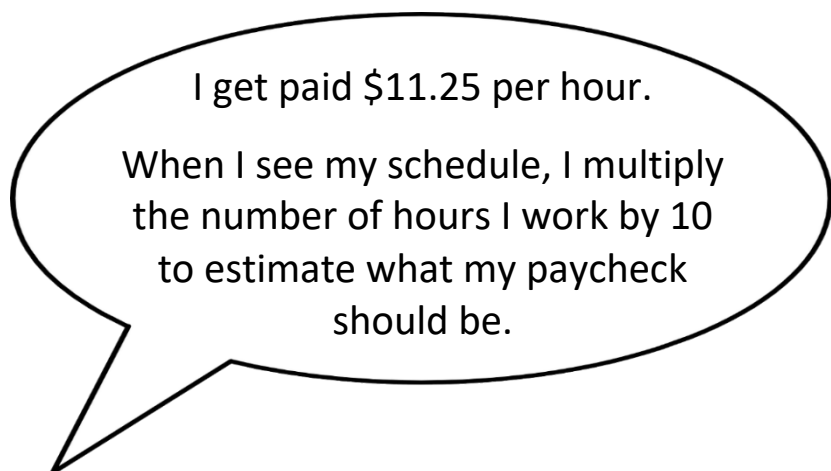 I get paid $11.25 per hour.
When I see my schedule, I multiply
the number of hours I work by 10
to estimate what my paycheck
should be.